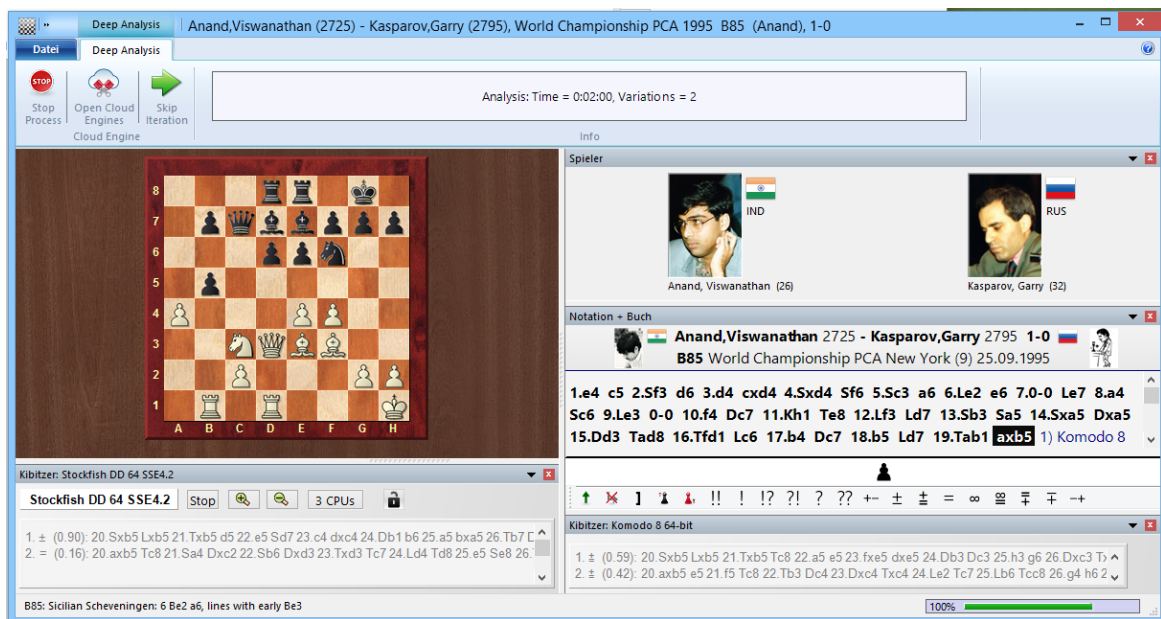 Deep Analysis
Anand,Viswanathan (2725) - Kasparov,Garry (2795), World Championship PCA 1995 B85 (Anand), 1-0
Datei
Deep Analysis
STOP
Stop Process
Open Cloud Engines
Skip Iteration
Cloud Engine
Analysis: Time = 0:02:00, Variations = 2
Info
8
7
6
5
4
3
2
1
A B C D E F G H
Spieler
IND
RUS
Anand, Viswanathan (26)
Kasparov, Garry (32)
Notation + Buch
Anand,Viswanathan 2725 - Kasparov,Garry 2795 1-0
B85 World Championship PCA New York (9) 25.09.1995
1.e4 c5 2.Sf3 d6 3.d4 cxd4 4.Sxd4 Sf6 5.Sc3 a6 6.Le2 e6 7.0-0 Le7 8.a4
Sc6 9.Le3 0-0 10.f4 Dc7 11.Kh1 Te8 12.Lf3 Ld7 13.Sb3 Sa5 14.Sxa5 Dxa5
15.Dd3 Tad8 16.Tfd1 Lc6 17.b4 Dc7 18.b5 Ld7 19.Tab1 axb5 1) Komodo 8
] !! ! !? ?! ? ?? +- ± ⩲ = ∞ ≌ ⩱ ∓ -+
Kibitzer: Stockfish DD 64 SSE4.2
Stockfish DD 64 SSE4.2 Stop 3 CPUs
1. ± (0.90): 20.Sxb5 Lxb5 21.Txb5 d5 22.e5 Sd7 23.c4 dxc4 24.Db1 b6 25.a5 bxa5 26.Tb7
2. = (0.16): 20.axb5 Tc8 21.Sa4 Dxc2 22.Sb6 Dxd3 23.Txd3 Tc7 24.Ld4 Td8 25.e5 Se8 26.
Kibitzer: Komodo 8 64-bit
1. ± (0.59): 20.Sxb5 Lxb5 21.Txb5 Tc8 22.a5 e5 23.fxe5 dxe5 24.Db3 Dc3 25.h3 g6 26.Dxc3
2. ± (0.42): 20.axb5 e5 21.f5 Tc8 22.Tb3 Dc4 23.Dxc4 Txc4 24.Le2 Tc7 25.Lb6 Tcc8 26.g4 h6 2
B85: Sicilian Scheveningen: 6 Be2 a6, lines with early Be3
100%